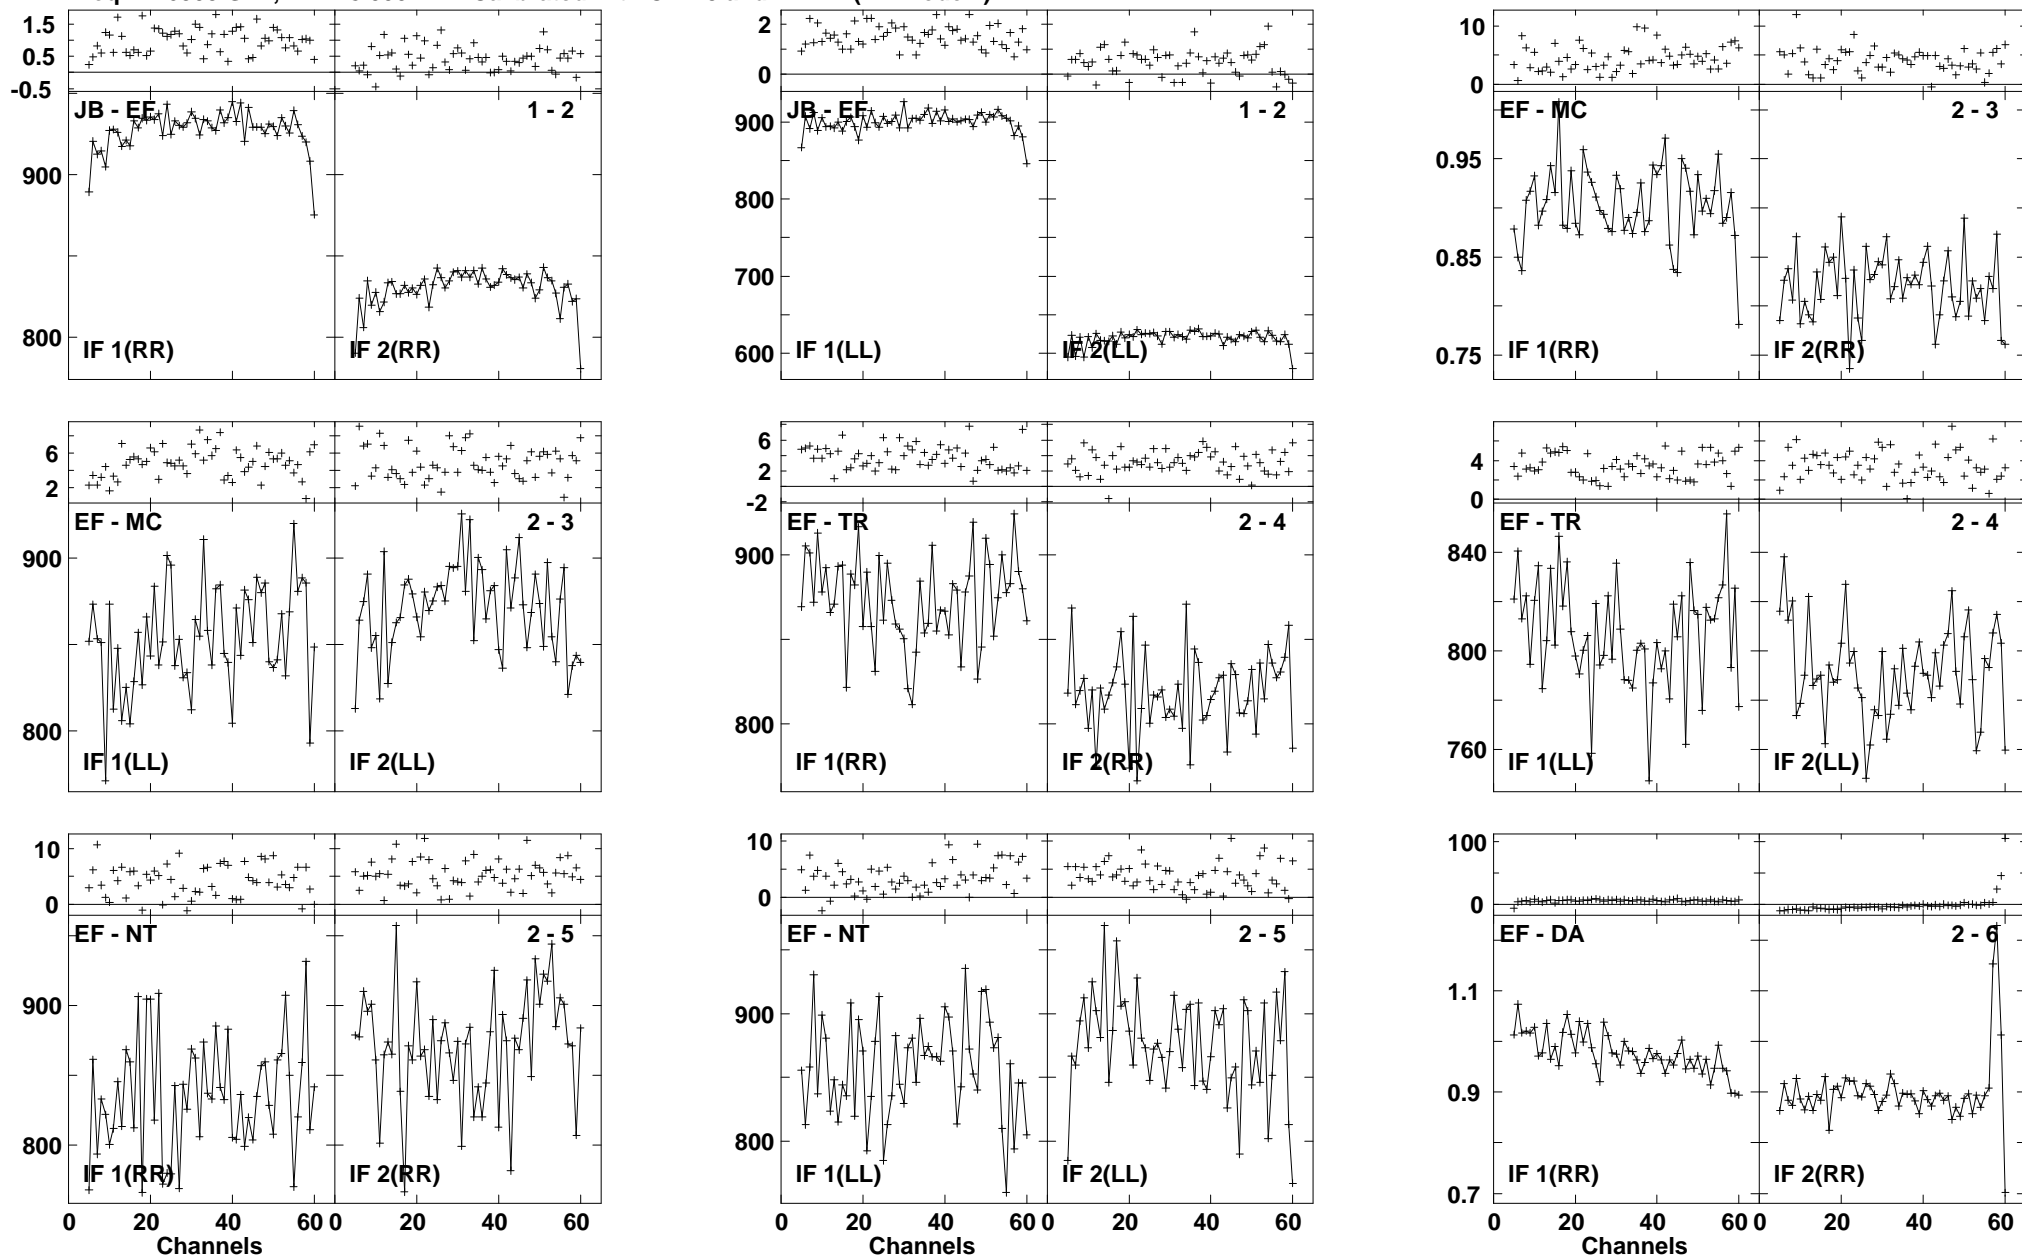 1.5
0.5
-0.5
JB - EF
1 - 2
900
800
IF 1(RR)
IF 2(RR)
2
0
JB - EF
1 - 2
900
800
700
600
IF 1(LL)
IF 2(LL)
10
0
EF - MC
2 - 3
0.95
0.85
0.75
IF 1(RR)
IF 2(RR)
6
2
EF - MC
2 - 3
900
800
IF 1(LL)
IF 2(LL)
6
2
-2
EF - TR
2 - 4
900
800
IF 1(RR)
IF 2(RR)
4
0
EF - TR
2 - 4
840
800
760
IF 1(LL)
IF 2(LL)
10
0
EF - NT
2 - 5
900
800
IF 1(RR)
IF 2(RR)
0 20 40 60 0 20 40 60
Channels
10
0
EF - NT
2 - 5
900
800
IF 1(LL)
IF 2(LL)
0 20 40 60 0 20 40 60
Channels
100
0
EF - DA
2 - 6
1.1
0.9
0.7
IF 1(RR)
IF 2(RR)
0 20 40 60 0 20 40 60
Channels